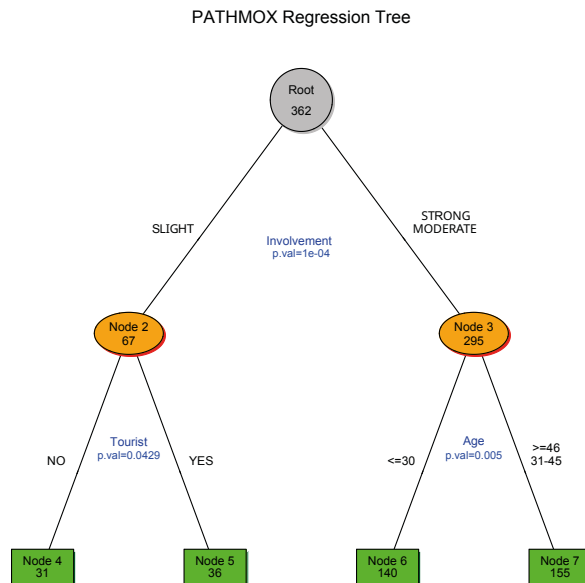 PATHMOX Regression Tree
Root
362
SLIGHT
STRONG
MODERATE
Involvement
p.val=1e-04
Node 2
67
Node 3
295
NO
Tourist
p.val=0.0429
YES
<=30
Age
p.val=0.005
>=46
31-45
Node 4
31
Node 5
36
Node 6
140
Node 7
155